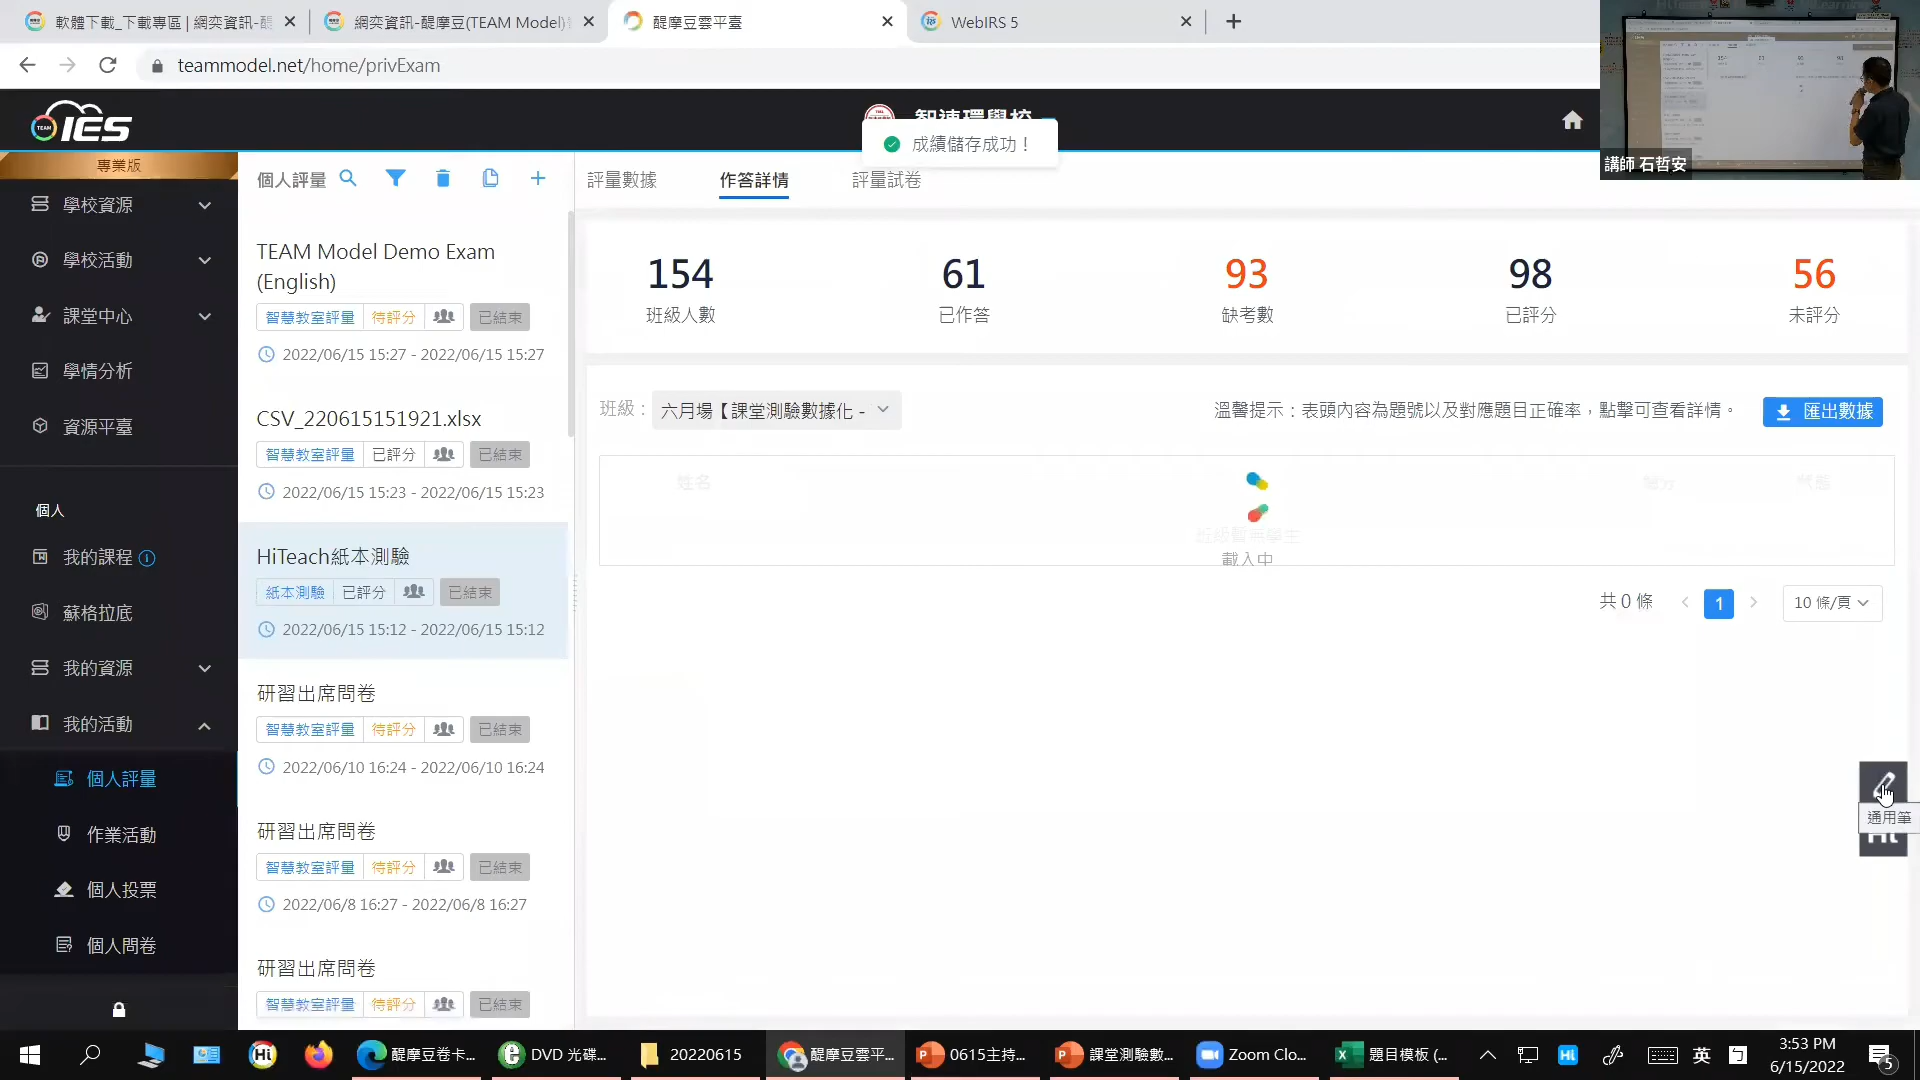 軟體下載_下載專區 | 網奕資訊-醍
網奕資訊-醍摩豆(TEAM Model)
醍摩豆雲平臺
WebIRS 5
teammodel.net/home/privExam
TEAM IES
智連環學校
成績儲存成功！
講師 石哲安
專業版
學校資源
學校活動
課堂中心
學情分析
資源平臺
個人
我的課程
蘇格拉底
我的資源
我的活動
個人評量
作業活動
個人投票
個人問卷
個人評量
TEAM Model Demo Exam
(English)
智慧教室評量 待評分 已結束
2022/06/15 15:27 - 2022/06/15 15:27
CSV_220615151921.xlsx
智慧教室評量 已評分 已結束
2022/06/15 15:23 - 2022/06/15 15:23
HiTeach紙本測驗
紙本測驗 已評分 已結束
2022/06/15 15:12 - 2022/06/15 15:12
研習出席問卷
智慧教室評量 待評分 已結束
2022/06/10 16:24 - 2022/06/10 16:24
研習出席問卷
智慧教室評量 待評分 已結束
2022/06/8 16:27 - 2022/06/8 16:27
研習出席問卷
智慧教室評量 待評分 已結束
評量數據 作答詳情 評量試卷
154 61 93 98 56
班級人數 已作答 缺考數 已評分 未評分
班級： 六月場【課堂測驗數據化 -
溫馨提示：表頭內容為題號以及對應題目正確率，點擊可查看詳情。
匯出數據
姓名 總分 狀態
班級暫無學生
載入中
共 0 條 1 10 條/頁
通用筆
醍摩豆卷卡...
DVD 光碟...
20220615
醍摩豆雲平...
0615主持...
課堂測驗數...
Zoom Clo...
題目模板 (...
英
3:53 PM
6/15/2022
5